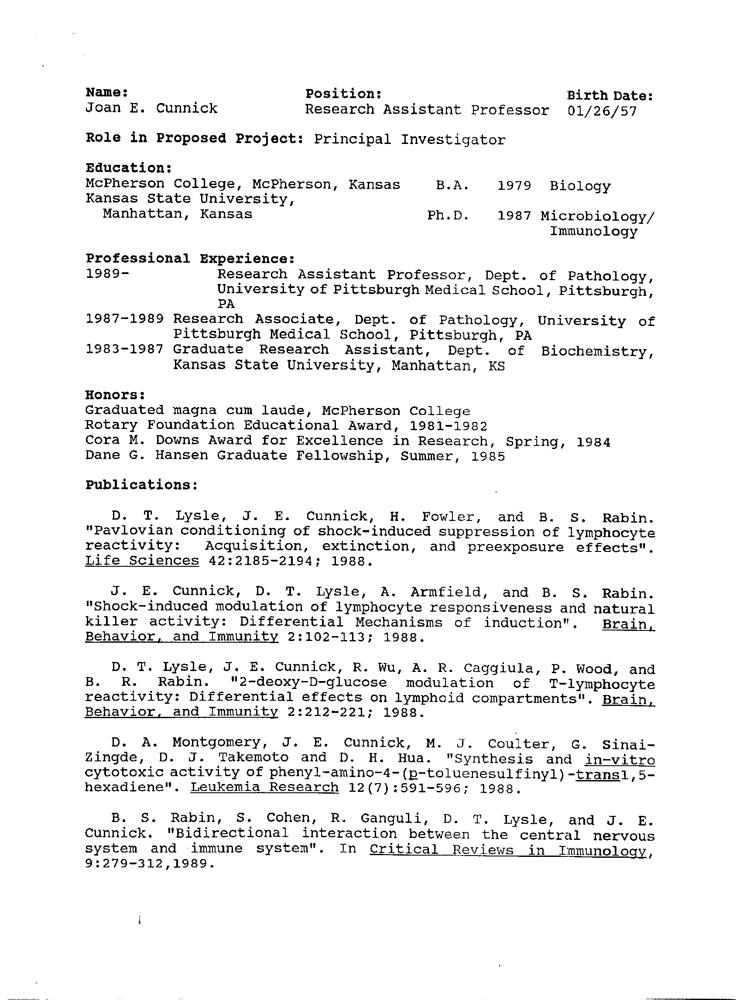 Name: Position: Birth Date:
Joan E. Cunnick Research Assistant Professor 01/26/57
Role in Proposed Project: Principal Investigator
Education:
McPherson College, McPherson, Kansas B.A. 1979 Biology
Kansas State University,
Manhattan, Kansas Ph.D. 1987 Microbiology/
Immunology
Professional Experience:
1989- Research Assistant Professor, Dept. of Pathology,
University of Pittsburgh Medical School, Pittsburgh,
PA
1987-1989 Research Associate, Dept. of Pathology, University of
Pittsburgh Medical School, Pittsburgh, PA
1983-1987 Graduate Research Assistant, Dept. of Biochemistry,
Kansas State University, Manhattan, KS
Honors:
Graduated magna cum laude, McPherson College
Rotary Foundation Educational Award, 1981-1982
Cora M. Downs Award for Excellence in Research, Spring, 1984
Dane G. Hansen Graduate Fellowship, Summer, 1985
Publications:
D. T. Lysle, J. E. Cunnick, H. Fowler, and B. S. Rabin.
"Pavlovian conditioning of shock-induced suppression of lymphocyte
reactivity: Acquisition, extinction, and preexposure effects".
Life Sciences 42:2185-2194; 1988.
J. E. Cunnick, D. T. Lysle, A. Armfield, and B. S. Rabin.
"Shock-induced modulation of lymphocyte responsiveness and natural
killer activity: Differential Mechanisms of induction". Brain,
Behavior, and Immunity 2:102-113; 1988.
D. T. Lysle, J. E. Cunnick, R. Wu, A. R. Caggiula, P. Wood, and
B. R. Rabin. "2-deoxy-D-glucose modulation of T-lymphocyte
reactivity: Differential effects on lymphoid compartments". Brain,
Behavior, and Immunity 2:212-221; 1988.
D. A. Montgomery, J. E. Cunnick, M. J. Coulter, G. Sinai-
Zingde, D. J. Takemoto and D. H. Hua. "Synthesis and in-vitro
cytotoxic activity of phenyl-amino-4-(p-toluenesulfinyl)-trans1,5-
hexadiene". Leukemia Research 12(7):591-596; 1988.
B. S. Rabin, S. Cohen, R. Ganguli, D. T. Lysle, and J. E.
Cunnick. "Bidirectional interaction between the central nervous
system and immune system". In Critical Reviews in Immunology,
9:279-312,1989.